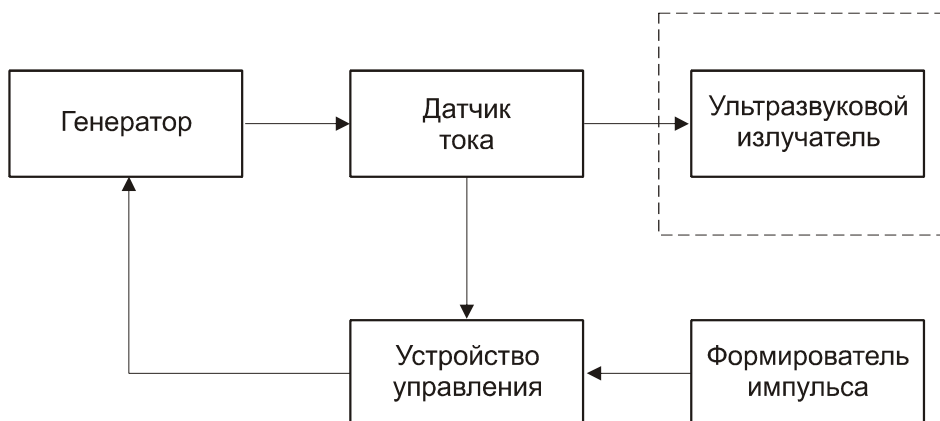 Генератор
Датчик
тока
Ультразвуковой
излучатель
Устройство
управления
Формирователь
импульса